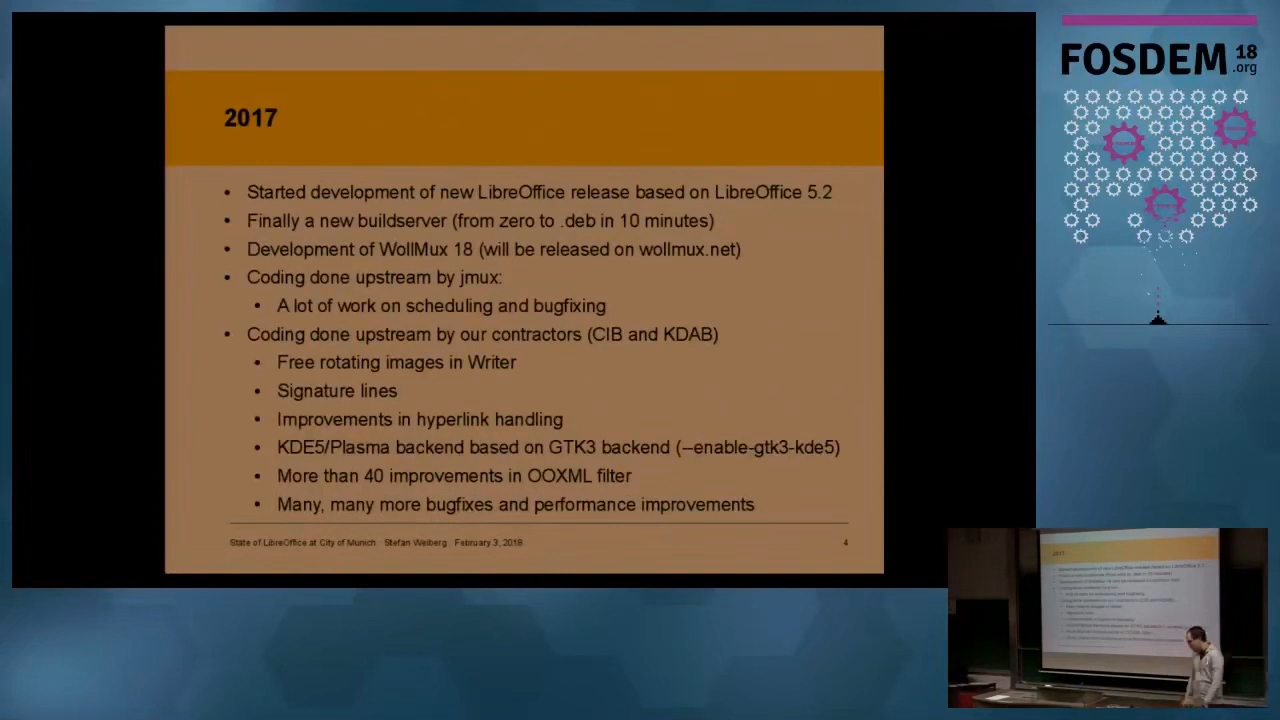 FOSDEM 18 .org
2017
• Started development of new LibreOffice release based on LibreOffice 5.2
• Finally a new buildserver (from zero to .deb in 10 minutes)
• Development of WollMux 18 (will be released on wollmux.net)
• Coding done upstream by jmux:
• A lot of work on scheduling and bugfixing
• Coding done upstream by our contractors (CIB and KDAB)
• Free rotating images in Writer
• Signature lines
• Improvements in hyperlink handling
• KDE5/Plasma backend based on GTK3 backend (--enable-gtk3-kde5)
• More than 40 improvements in OOXML filter
• Many, many more bugfixes and performance improvements
State of LibreOffice at City of Munich Stefan Weiberg February 3, 2018 4